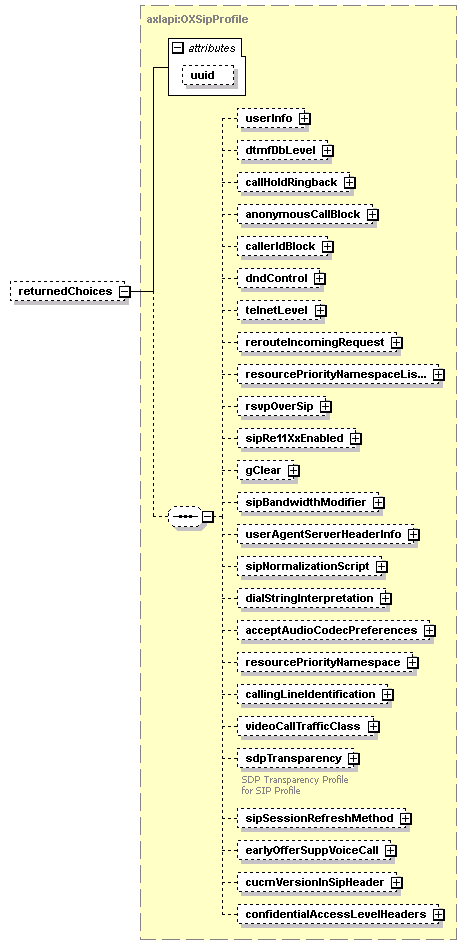 axlapi:OXSipProfile
attributes
uuid
userInfo
dtmfDbLevel
callHoldRingback
anonymousCallBlock
callerIdBlock
dndControl
returnedChoices
telnetLevel
rerouteIncomingRequest
resourcePriorityNamespaceLis...
rsvpOverSip
sipRe11XxEnabled
gClear
sipBandwidthModifier
userAgentServerHeaderInfo
sipNormalizationScript
dialStringInterpretation
acceptAudioCodecPreferences
resourcePriorityNamespace
callingLineIdentification
videoCallTrafficClass
sdpTransparency
SDP Transparency Profile
for SIP Profile
sipSessionRefreshMethod
earlyOfferSuppVoiceCall
cucmVersionInSipHeader
confidentialAccessLevelHeaders